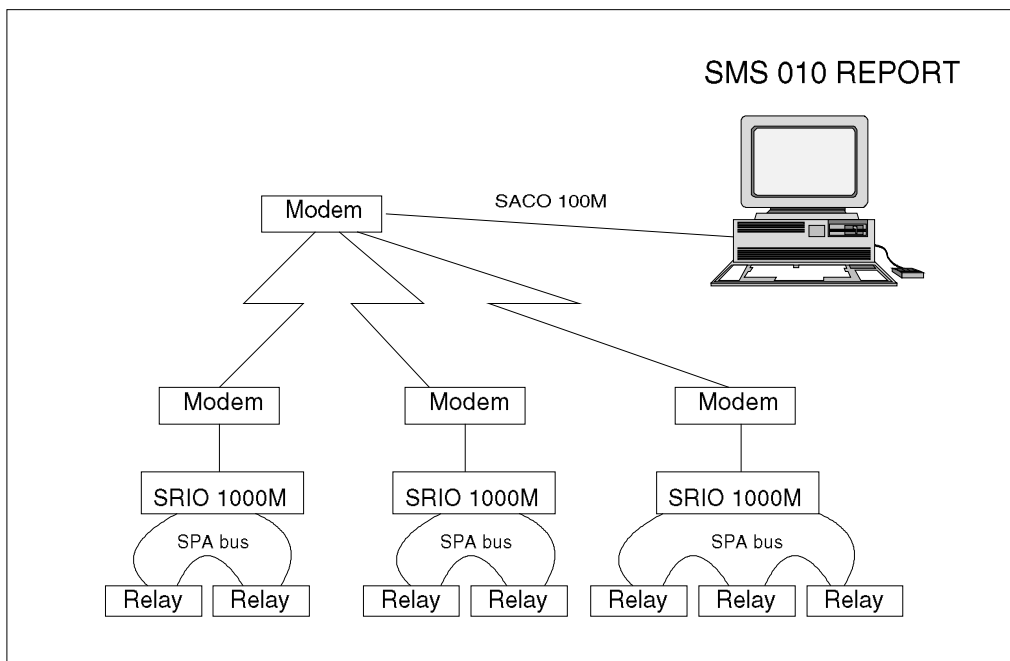 SMS 010 REPORT
SACO 100M
Modem
Modem
Modem
Modem
SRIO 1000M
SRIO 1000M
SRIO 1000M
SPA bus
SPA bus
SPA bus
Relay
Relay
Relay
Relay
Relay
Relay
Relay